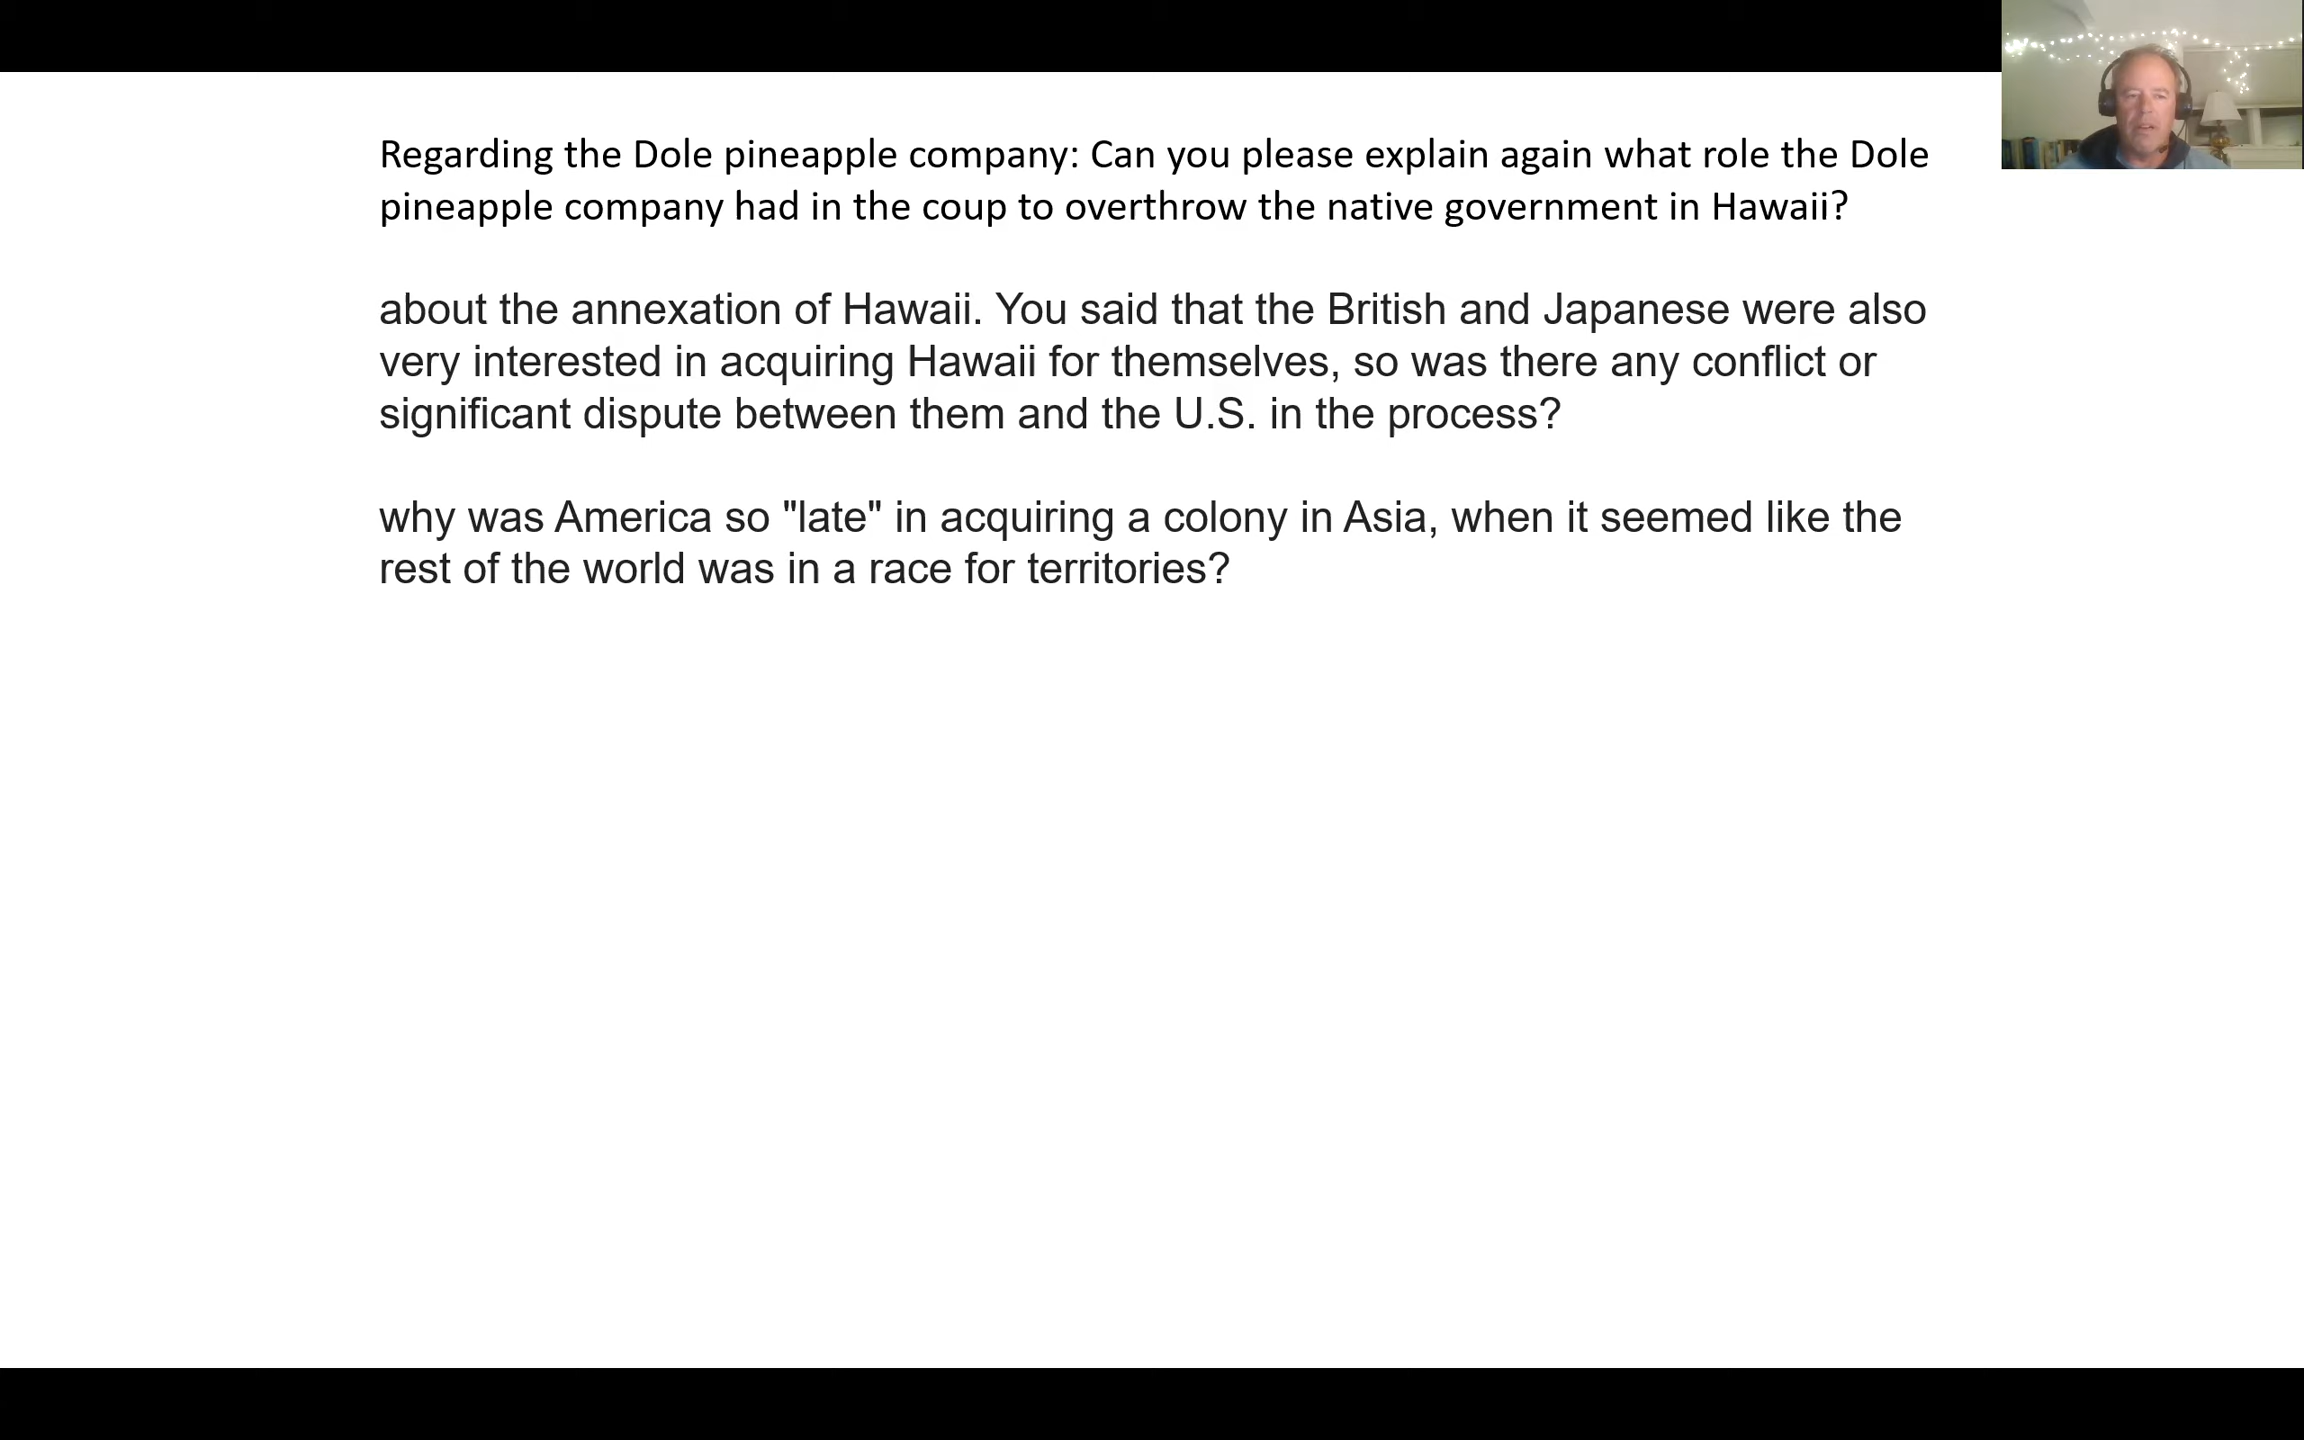 Regarding the Dole pineapple company: Can you please explain again what role the Dole
pineapple company had in the coup to overthrow the native government in Hawaii?
about the annexation of Hawaii. You said that the British and Japanese were also
very interested in acquiring Hawaii for themselves, so was there any conflict or
significant dispute between them and the U.S. in the process?
why was America so "late" in acquiring a colony in Asia, when it seemed like the
rest of the world was in a race for territories?